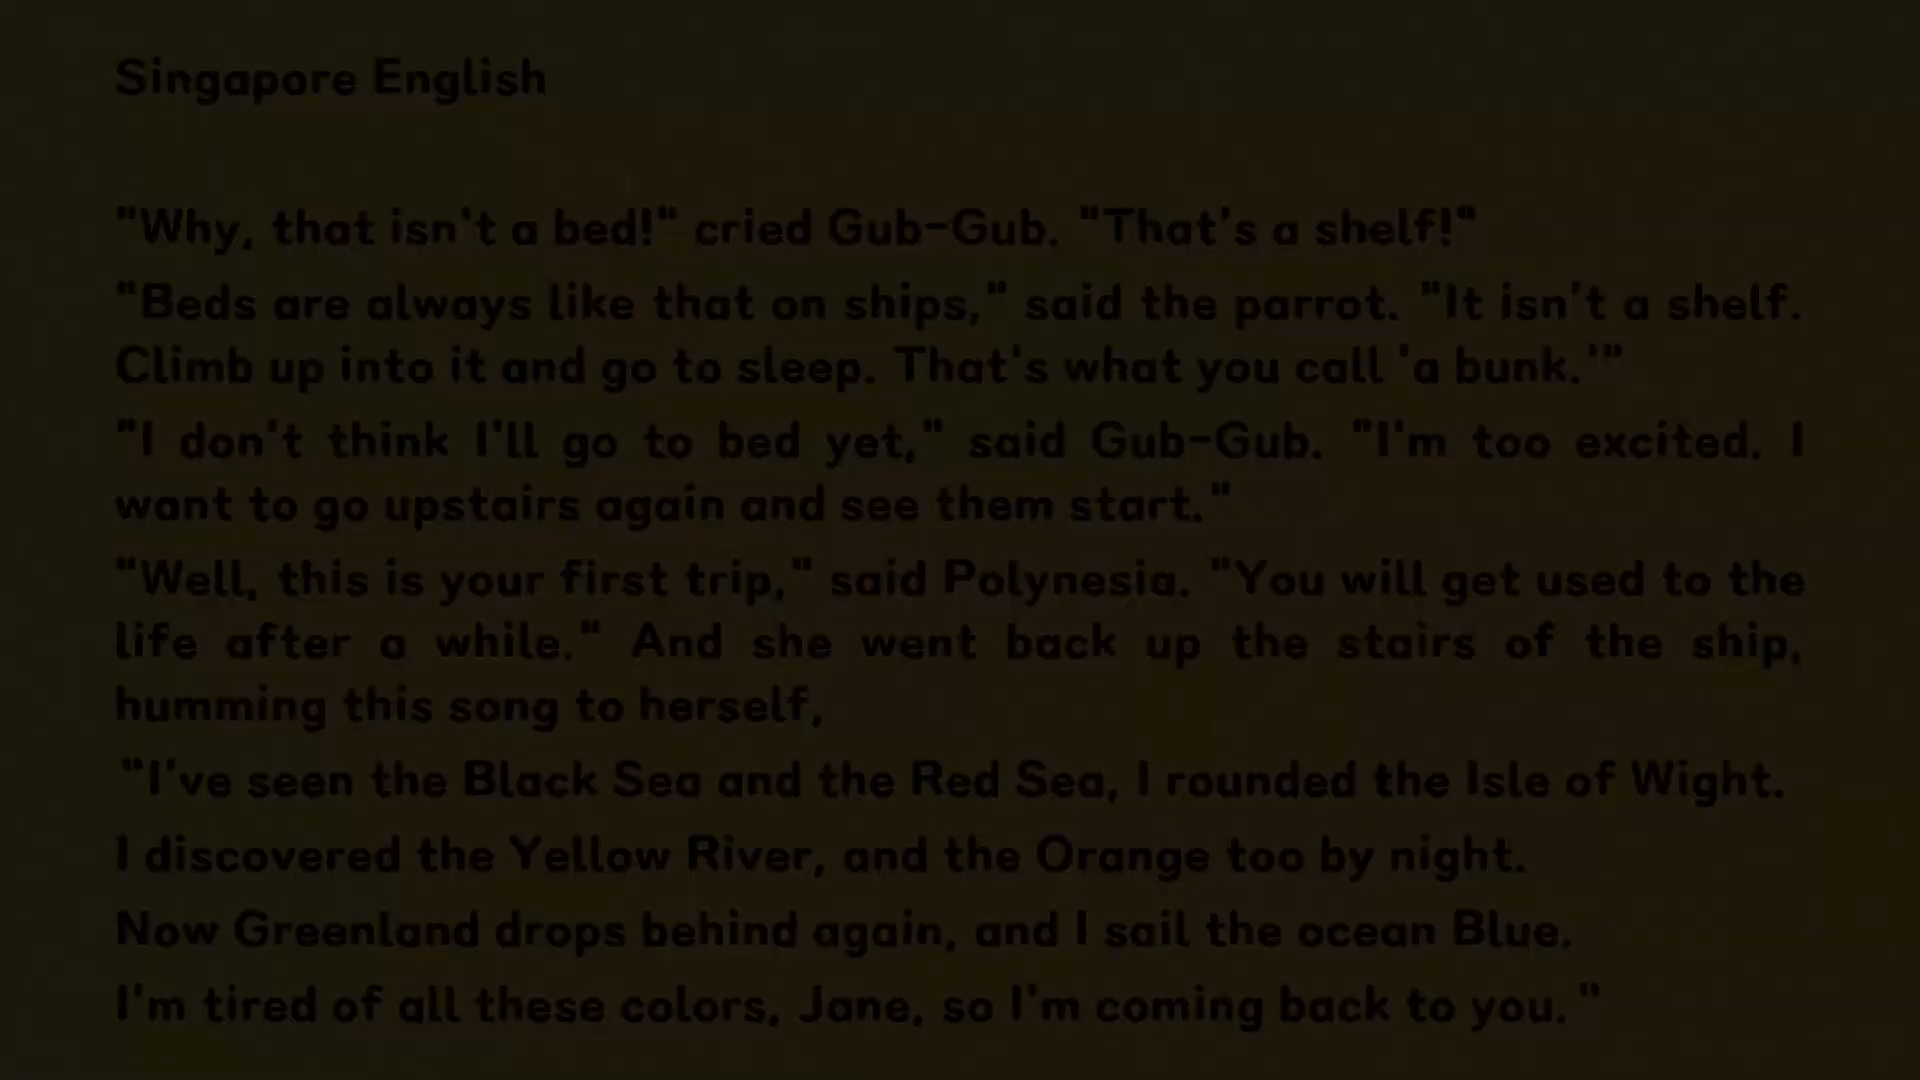 Singapore English
"Why, that isn't a bed!" cried Gub-Gub. "That's a shelf!"
"Beds are always like that on ships," said the parrot. "It isn't a shelf.
Climb up into it and go to sleep. That's what you call 'a bunk.'"
"I don't think I'll go to bed yet," said Gub-Gub. "I'm too excited. I
want to go upstairs again and see them start."
"Well, this is your first trip," said Polynesia. "You will get used to the
life after a while." And she went back up the stairs of the ship,
humming this song to herself,
"I've seen the Black Sea and the Red Sea, I rounded the Isle of Wight.
I discovered the Yellow River, and the Orange too by night.
Now Greenland drops behind again, and I sail the ocean Blue.
I'm tired of all these colors, Jane, so I'm coming back to you."